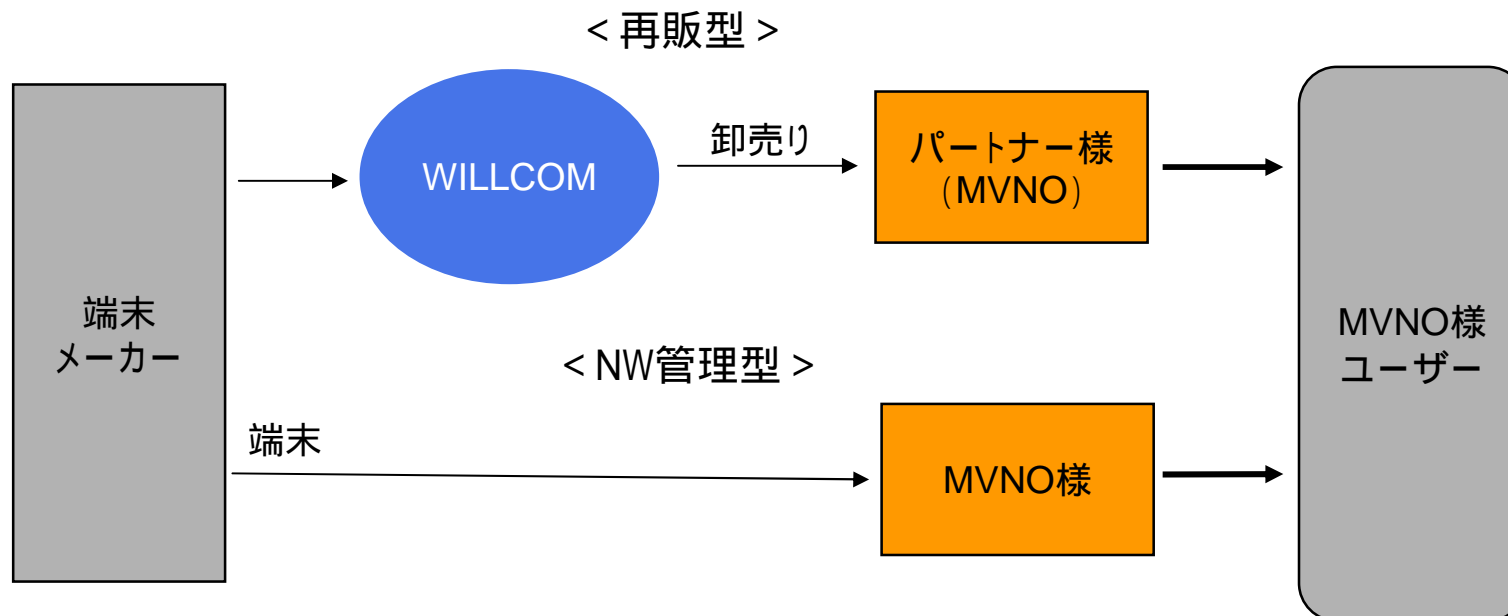 ＜再販型＞
端末
メーカー
WILLCOM
卸売り
パートナー様
（MVNO）
MVNO様
ユーザー
＜NW管理型＞
端末
MVNO様